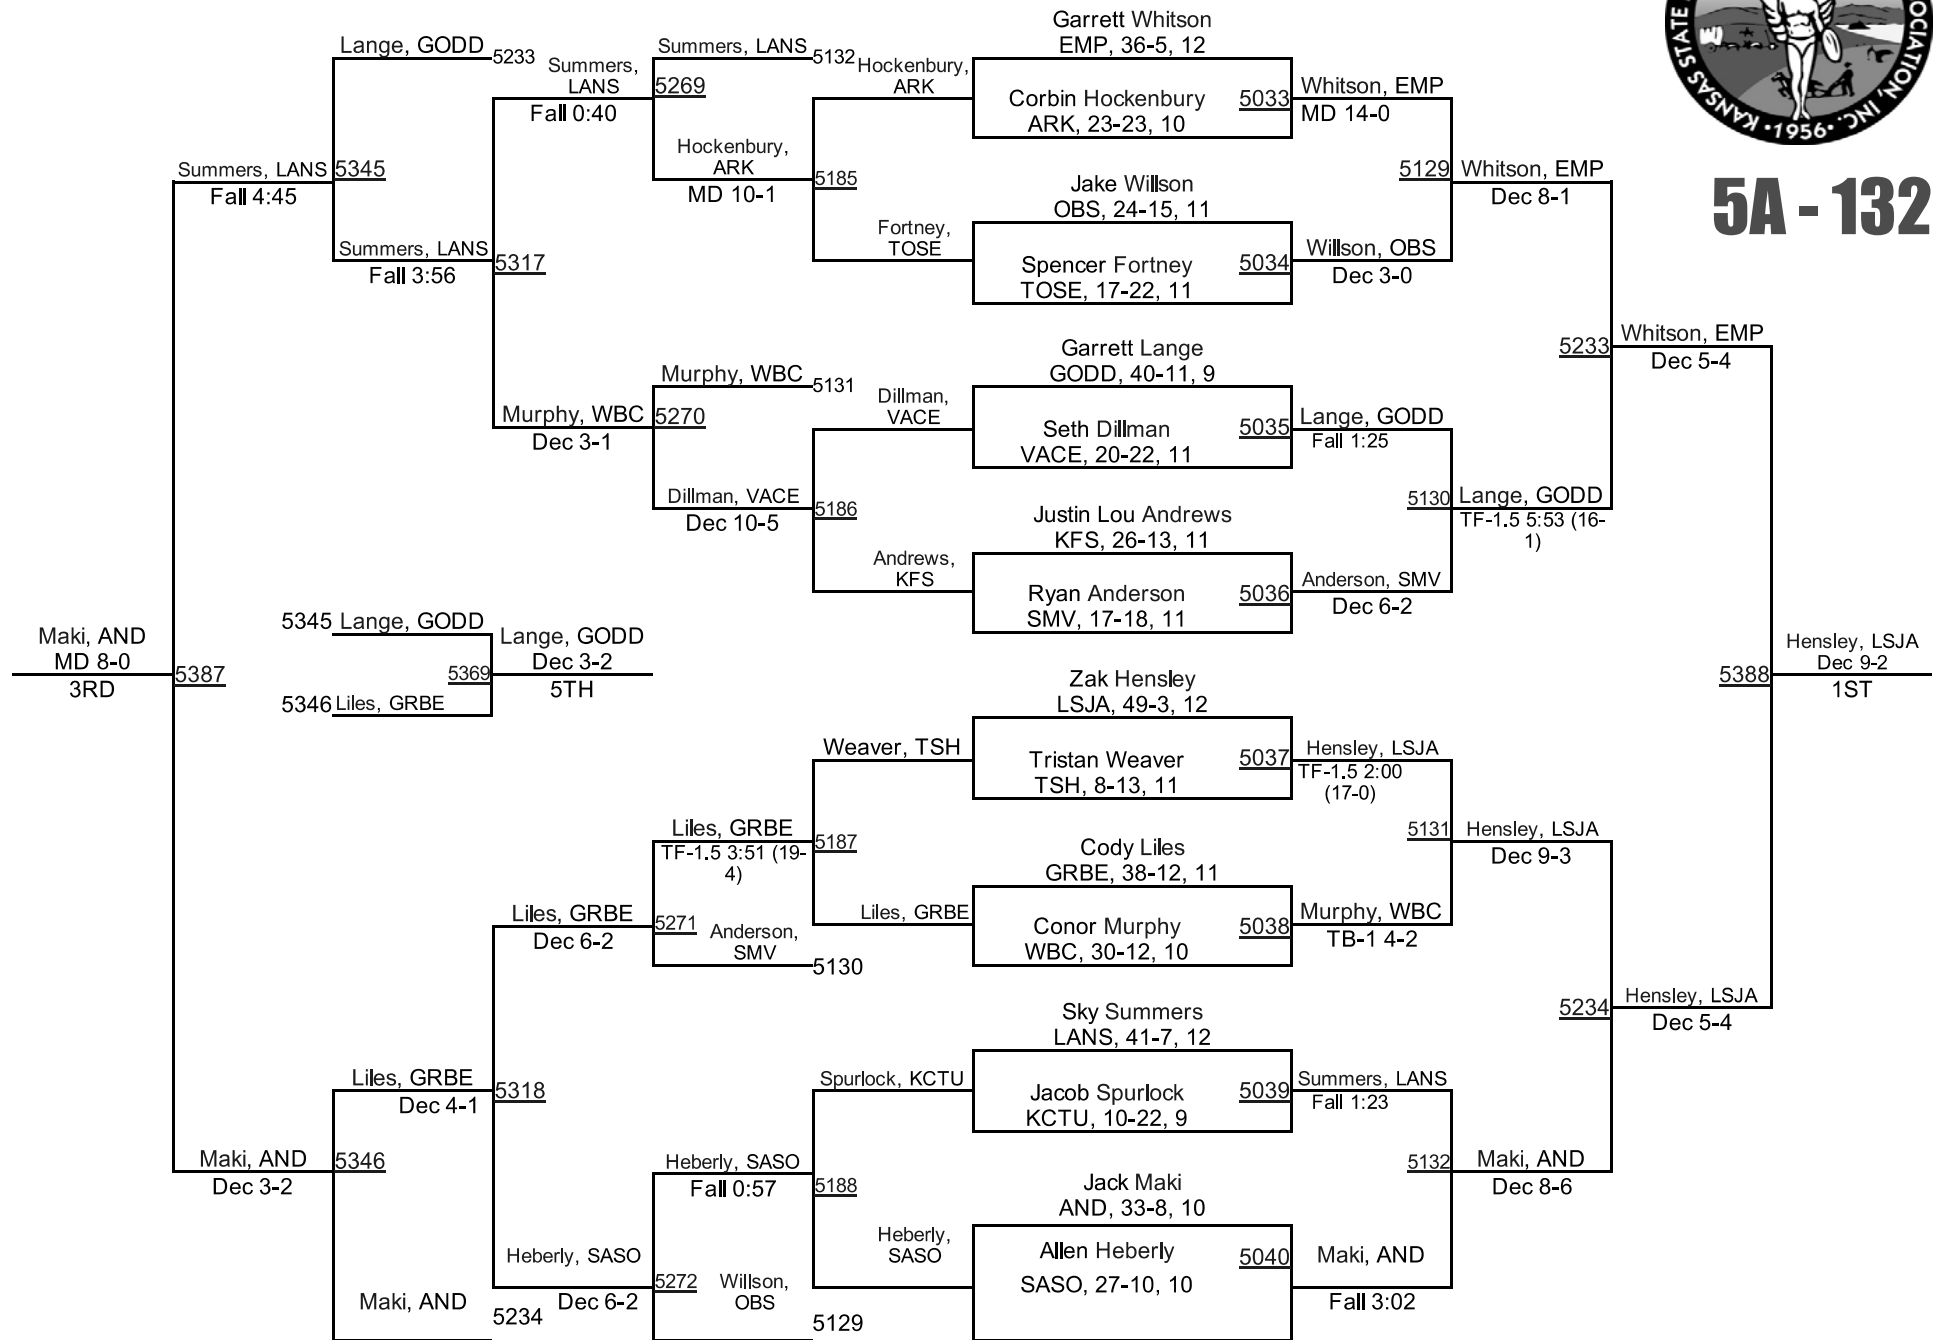 Garrett Whitson
EMP, 36-5, 12
Corbin Hockenbury
ARK, 23-23, 10
5033
Jake Willson
OBS, 24-15, 11
Spencer Fortney
TOSE, 17-22, 11
5034
Garrett Lange
GODD, 40-11, 9
Seth Dillman
VACE, 20-22, 11
5035
Justin Lou Andrews
KFS, 26-13, 11
Ryan Anderson
SMV, 17-18, 11
5036
Zak Hensley
LSJA, 49-3, 12
Tristan Weaver
TSH, 8-13, 11
5037
Cody Liles
GRBE, 38-12, 11
Conor Murphy
WBC, 30-12, 10
5038
Sky Summers
LANS, 41-7, 12
Jacob Spurlock
KCTU, 10-22, 9
5039
Jack Maki
AND, 33-8, 10
Allen Heberly
SASO, 27-10, 10
5040
Whitson, EMP
MD 14-0
Willson, OBS
Dec 3-0
Lange, GODD
Fall 1:25
Anderson, SMV
Dec 6-2
Hensley, LSJA
TF-1.5 2:00
(17-0)
Murphy, WBC
TB-1 4-2
Summers, LANS
Fall 1:23
Maki, AND
Fall 3:02
5129
Whitson, EMP
Dec 8-1
5130
Lange, GODD
TF-1.5 5:53 (16-
1)
5131
Hensley, LSJA
Dec 9-3
5132
Maki, AND
Dec 8-6
5233
Whitson, EMP
Dec 5-4
5234
Hensley, LSJA
Dec 5-4
5388
Hensley, LSJA
Dec 9-2
1ST
Hockenbury,
ARK
Fortney,
TOSE
Dillman,
VACE
Andrews,
KFS
Weaver, TSH
Liles, GRBE
Spurlock, KCTU
Heberly,
SASO
Summers, LANS
5132
Hockenbury,
ARK
MD 10-1
5185
Murphy, WBC
5131
Dillman, VACE
Dec 10-5
5186
Liles, GRBE
TF-1.5 3:51 (19-
4)
5187
Anderson,
SMV
5130
Heberly, SASO
Fall 0:57
5188
Willson,
OBS
5129
Summers,
LANS
Fall 0:40
5269
Murphy, WBC
Dec 3-1
5270
Liles, GRBE
Dec 6-2
5271
Heberly, SASO
Dec 6-2
5272
Lange, GODD
5233
Summers, LANS
Fall 3:56
5317
Liles, GRBE
Dec 4-1
5318
Maki, AND
5234
Summers, LANS
Fall 4:45
5345
Maki, AND
Dec 3-2
5346
5345 Lange, GODD
5346 Liles, GRBE
5369
Lange, GODD
Dec 3-2
5TH
Maki, AND
MD 8-0
3RD
5387
KANSAS STATE
OCIATION, INC.
•1956•
5A - 132